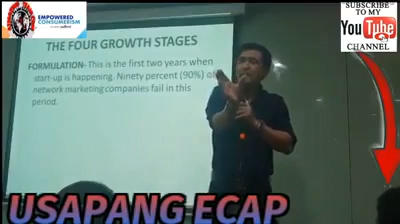 EMPOWERED
CONSUMERISM
SUBSCRIBE
TO MY
YouTube
CHANNEL
THE FOUR GROWTH STAGES
FORMULATION- This is the first two years when
start-up is happening. Ninety percent (90%) of
network marketing companies fail in this
period.
USAPANG ECAP